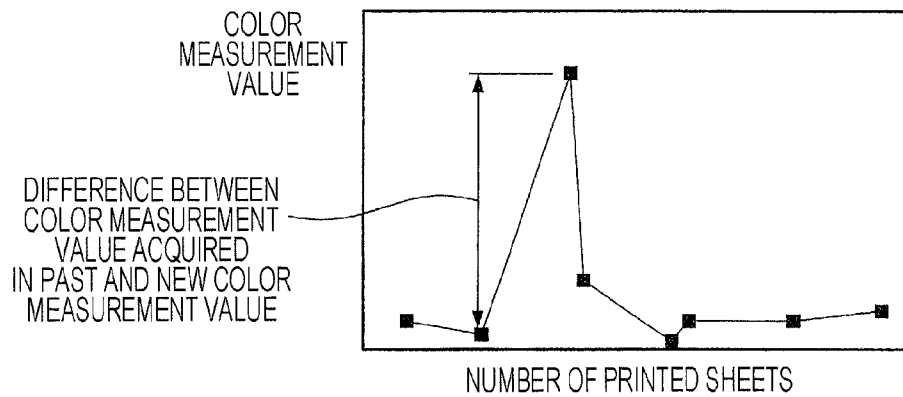 COLOR
MEASUREMENT
VALUE
DIFFERENCE BETWEEN
COLOR MEASUREMENT
VALUE ACQUIRED
IN PAST AND NEW COLOR
MEASUREMENT VALUE
NUMBER OF PRINTED SHEETS